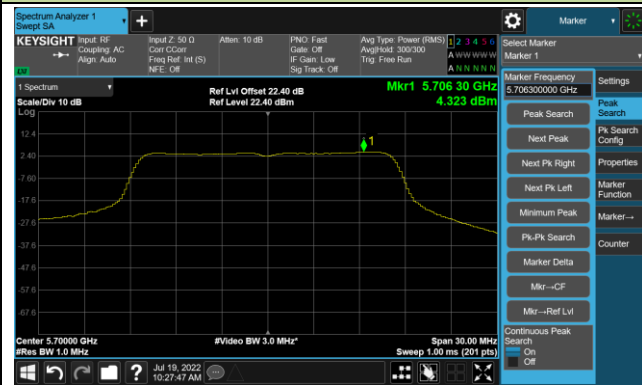 Spectrum Analyzer 1
Swept SA
Marker
KEYSIGHT
Input: RF
Coupling: AC
Align: Auto
Input Z: 50 Ω
Corr CCorr
Freq Ref: Int (S)
NFE: Off
Atten: 10 dB
PNO: Fast
Gate: Off
IF Gain: Low
Sig Track: Off
Avg Type: Power (RMS)
Avg|Hold: 300/300
Trig: Free Run
1 2 3 4 5 6
A W W W W W
A N N N N N
LXI
Select Marker
Marker 1
1 Spectrum
Scale/Div 10 dB
Ref Lvl Offset 22.40 dB
Ref Level 22.40 dBm
Mkr1 5.706 30 GHz
4.323 dBm
Log
12.4
2.40
-7.60
-17.6
-27.6
-37.6
-47.6
-57.6
-67.6
1
Center 5.70000 GHz
#Res BW 1.0 MHz
#Video BW 3.0 MHz*
Span 30.00 MHz
Sweep 1.00 ms (201 pts)
Marker Frequency
5.706300000 GHz
Peak Search
Next Peak
Next Pk Right
Next Pk Left
Minimum Peak
Pk-Pk Search
Marker Delta
Mkr→CF
Mkr→Ref Lvl
Continuous Peak
Search
On
Off
Settings
Peak
Search
Pk Search
Config
Properties
Marker
Function
Marker→
Counter
Jul 19, 2022
10:27:47 AM